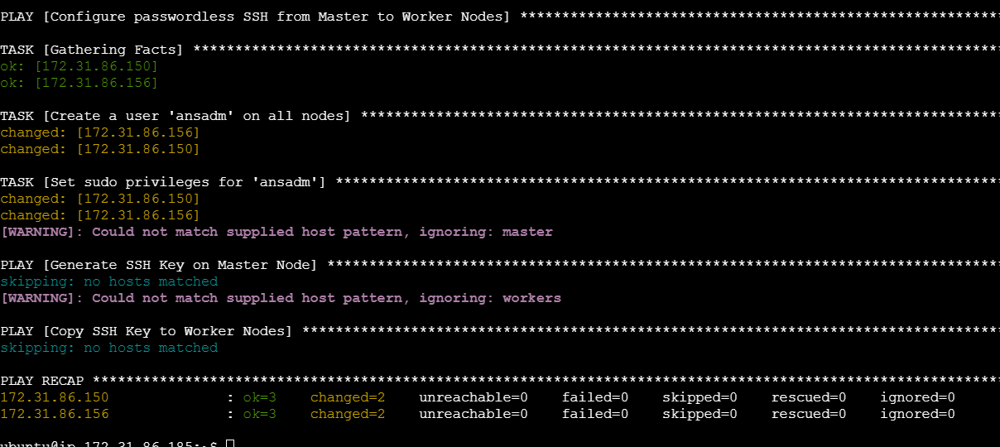 PLAY [Configure passwordless SSH from Master to Worker Nodes] *********************************************************
TASK [Gathering Facts] ************************************************************************************************
ok: [172.31.86.150]
ok: [172.31.86.156]
TASK [Create a user 'ansadm' on all nodes] ****************************************************************************
changed: [172.31.86.156]
changed: [172.31.86.150]
TASK [Set sudo privileges for 'ansadm'] *******************************************************************************
changed: [172.31.86.150]
changed: [172.31.86.156]
[WARNING]: Could not match supplied host pattern, ignoring: master
PLAY [Generate SSH Key on Master Node] ********************************************************************************
skipping: no hosts matched
[WARNING]: Could not match supplied host pattern, ignoring: workers
PLAY [Copy SSH Key to Worker Nodes] ***********************************************************************************
skipping: no hosts matched
PLAY RECAP ************************************************************************************************************
172.31.86.150 : ok=3 changed=2 unreachable=0 failed=0 skipped=0 rescued=0 ignored=0
172.31.86.156 : ok=3 changed=2 unreachable=0 failed=0 skipped=0 rescued=0 ignored=0
ubuntu@ip-172-31-86-185:~$